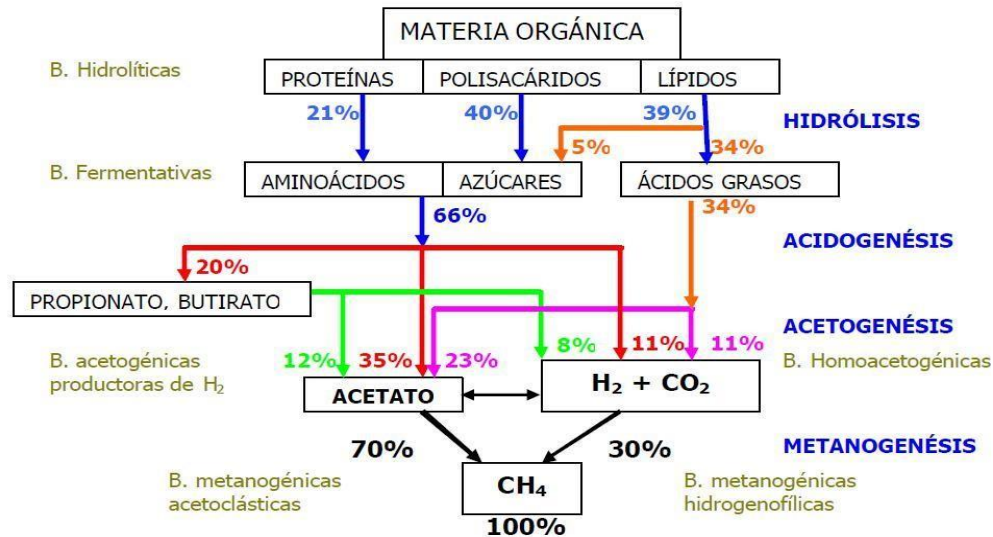 MATERIA ORGÁNICA
B. Hidrolíticas
PROTEÍNAS POLISACÁRIDOS LÍPIDOS
21% 40% 39%
HIDRÓLISIS
5% 34%
B. Fermentativas
AMINOÁCIDOS AZÚCARES ÁCIDOS GRASOS
66% 34%
ACIDOGENÉSIS
20%
PROPIONATO, BUTIRATO
ACETOGENÉSIS
12% 35% 23% 8% 11% 11%
B. acetogénicas
productoras de H₂
B. Homoacetogénicas
ACETATO
H₂ + CO₂
70% 30%
METANOGENÉSIS
B. metanogénicas
acetoclásticas
CH₄
B. metanogénicas
hidrogenofílicas
100%